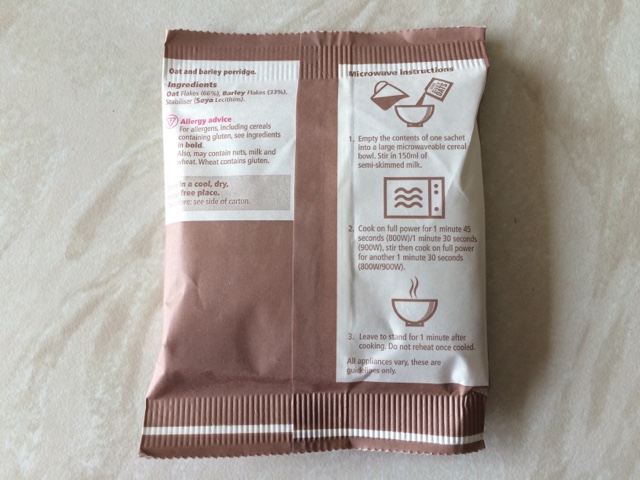 Oat and barley porridge.
Ingredients
Oat Flakes (66%), Barley Flakes (33%),
Stabiliser (Soya Lecithin).
Allergy advice
For allergens, including cereals
containing gluten, see ingredients
in bold.
Also, may contain nuts, milk and
wheat. Wheat contains gluten.
in a cool, dry,
free place.
see side of carton.
Microwave Instructions
1. Empty the contents of one sachet
into a large microwaveable cereal
bowl. Stir in 150ml of
semi-skimmed milk.
2. Cook on full power for 1 minute 45
seconds (800W)/1 minute 30 seconds
(900W), stir then cook on full power
for another 1 minute 30 seconds
(800W/900W).
3. Leave to stand for 1 minute after
cooking. Do not reheat once cooled.
All appliances vary, these are
guidelines only.